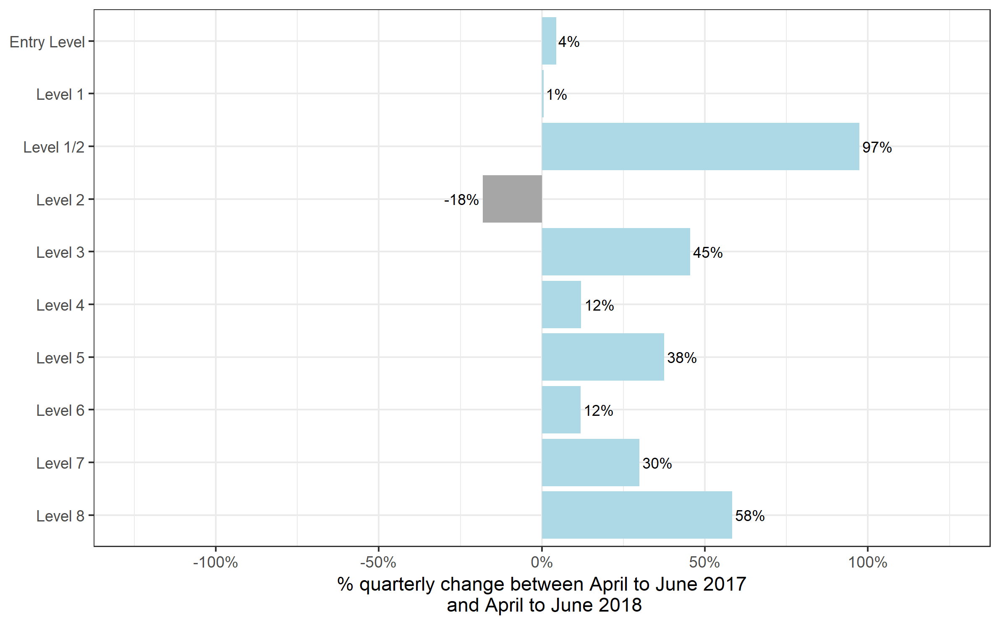 Entry Level 4%
Level 1 1%
Level 1/2 97%
Level 2 -18%
Level 3 45%
Level 4 12%
Level 5 38%
Level 6 12%
Level 7 30%
Level 8 58%
-100% -50% 0% 50% 100%
% quarterly change between April to June 2017
and April to June 2018